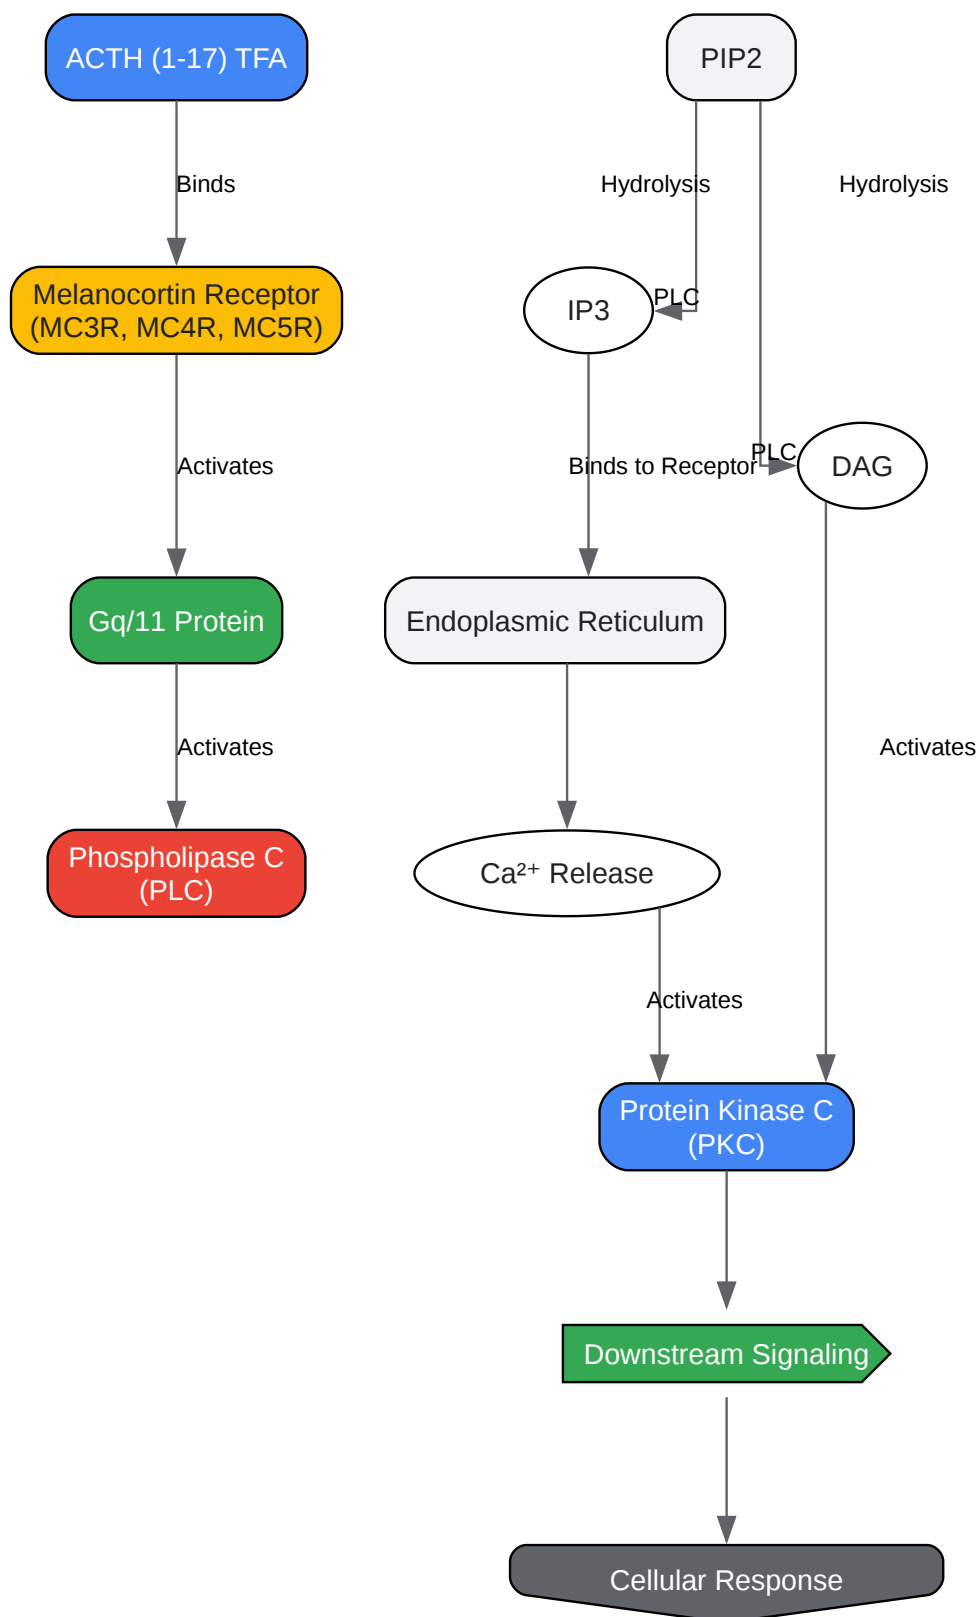 ACTH (1-17) TFA
PIP2
Binds
Hydrolysis
Hydrolysis
Melanocortin Receptor
(MC3R, MC4R, MC5R)
IP3
PLC
Activates
Binds to Receptor
PLC
DAG
Gq/11 Protein
Endoplasmic Reticulum
Activates
Activates
Phospholipase C
(PLC)
Ca²⁺ Release
Activates
Protein Kinase C
(PKC)
Downstream Signaling
Cellular Response